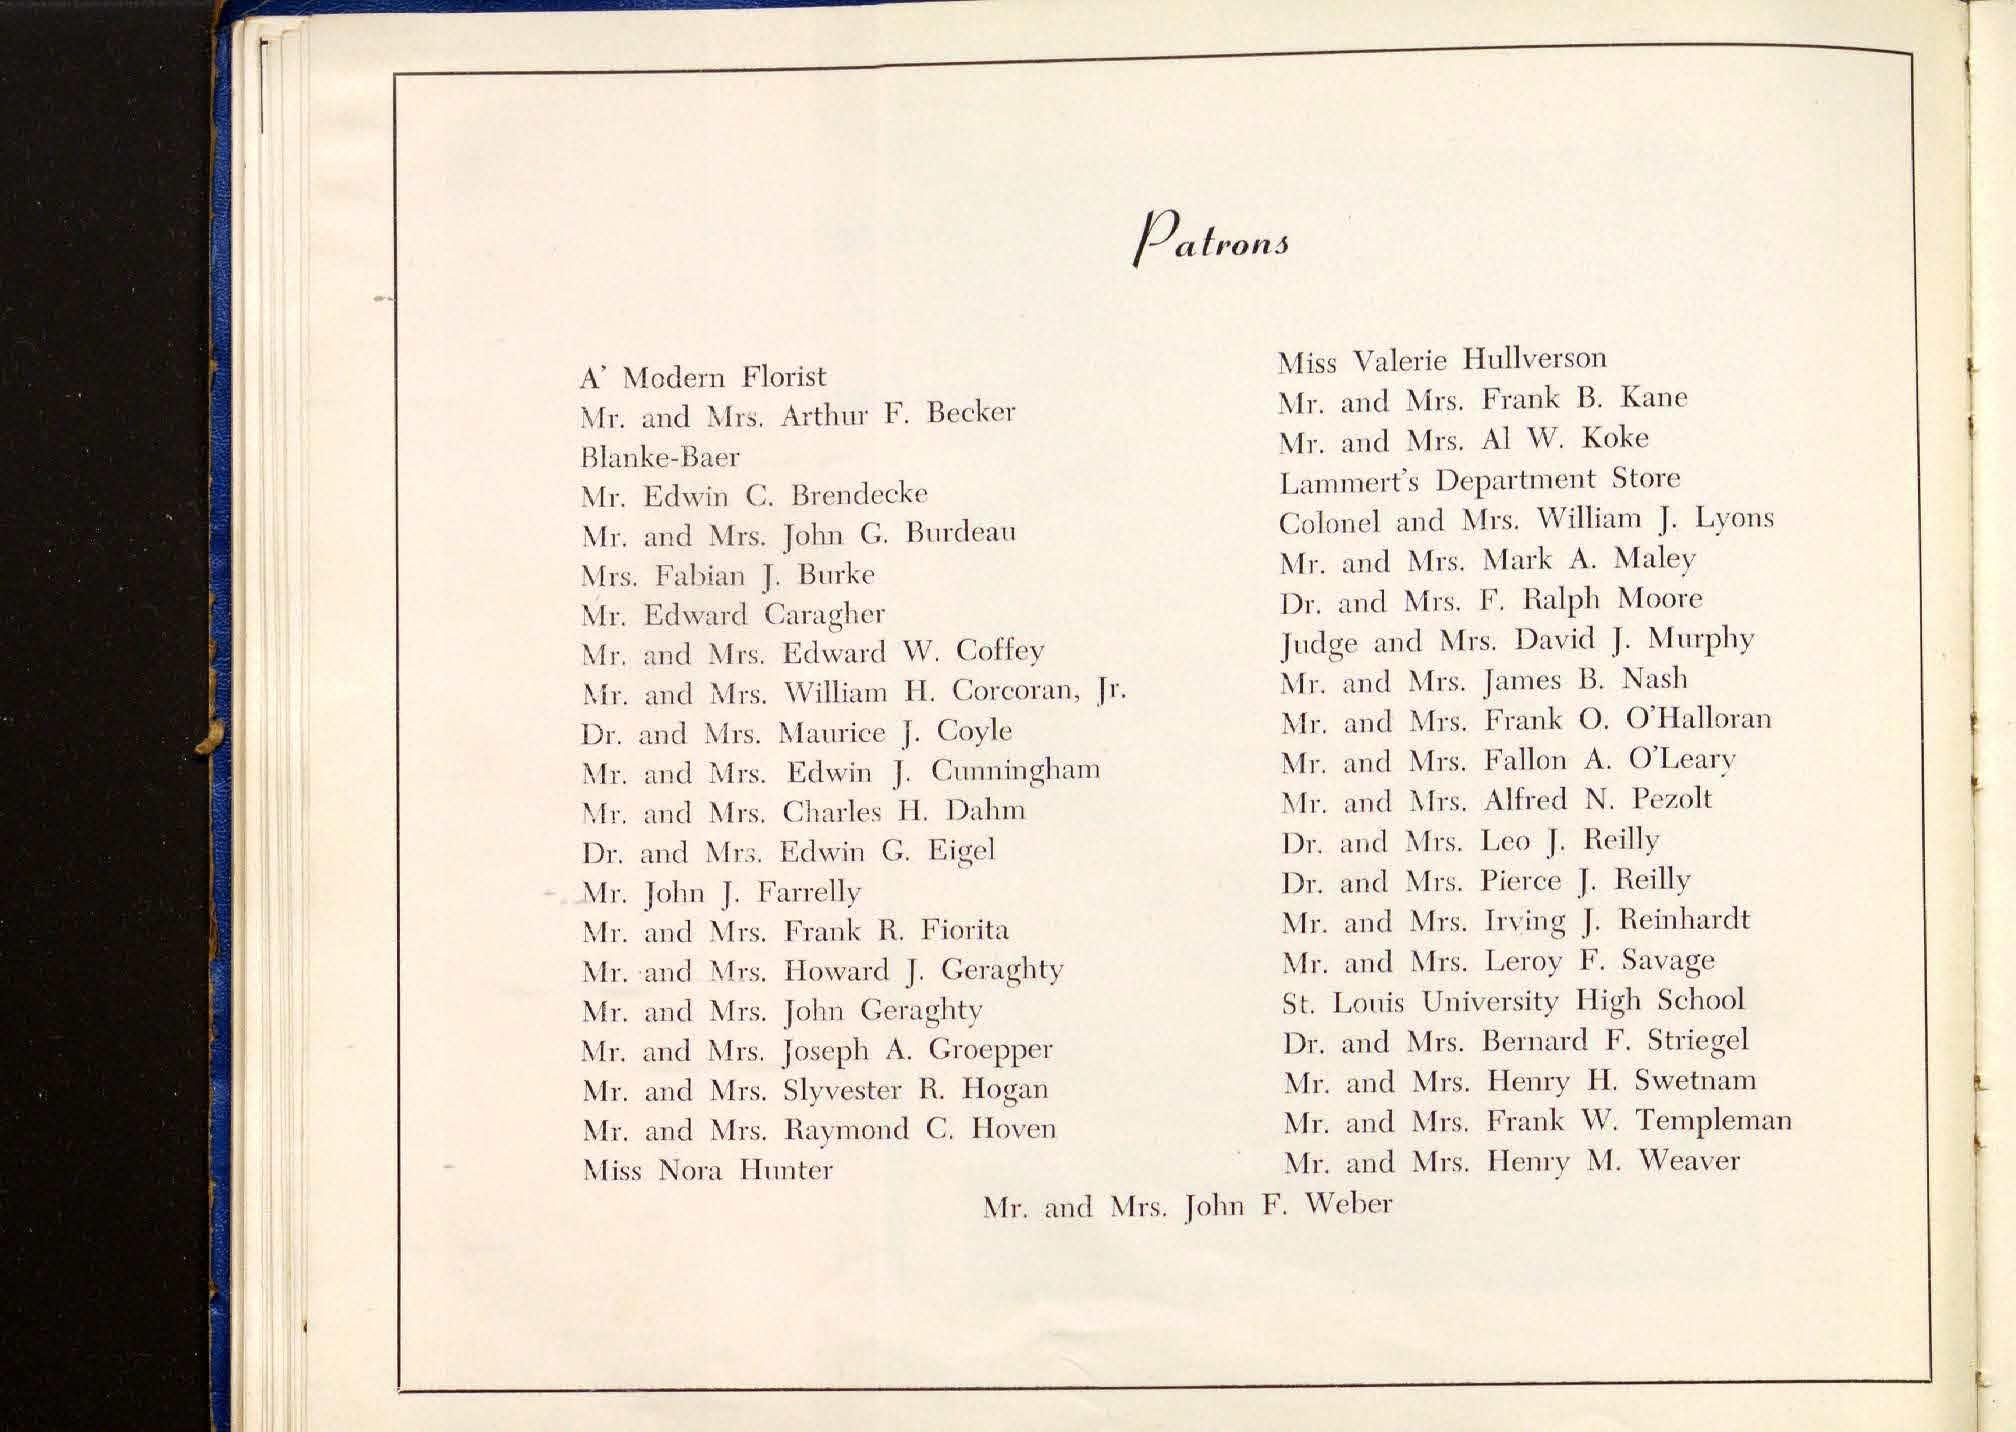 Patrons
A' Modern Florist
Mr. and Mrs. Arthur F. Becker
Blanke-Baer
Mr. Edwin C. Brendecke
Mr. and Mrs. John G. Burdeau
Mrs. Fabian J. Burke
Mr. Edward Caragher
Mr. and Mrs. Edward W. Coffey
Mr. and Mrs. William H. Corcoran, Jr.
Dr. and Mrs. Maurice J. Coyle
Mr. and Mrs. Edwin J. Cunningham
Mr. and Mrs. Charles H. Dahm
Dr. and Mrs. Edwin G. Eigel
Mr. John J. Farrelly
Mr. and Mrs. Frank R. Fiorita
Mr. and Mrs. Howard J. Geraghty
Mr. and Mrs. John Geraghty
Mr. and Mrs. Joseph A. Groepper
Mr. and Mrs. Slyvester R. Hogan
Mr. and Mrs. Raymond C. Hoven
Miss Nora Hunter
Miss Valerie Hullverson
Mr. and Mrs. Frank B. Kane
Mr. and Mrs. Al W. Koke
Lammert's Department Store
Colonel and Mrs. William J. Lyons
Mr. and Mrs. Mark A. Maley
Dr. and Mrs. F. Ralph Moore
Judge and Mrs. David J. Murphy
Mr. and Mrs. James B. Nash
Mr. and Mrs. Frank O. O'Halloran
Mr. and Mrs. Fallon A. O'Leary
Mr. and Mrs. Alfred N. Pezolt
Dr. and Mrs. Leo J. Reilly
Dr. and Mrs. Pierce J. Reilly
Mr. and Mrs. Irving J. Reinhardt
Mr. and Mrs. Leroy F. Savage
St. Louis University High School
Dr. and Mrs. Bernard F. Striegel
Mr. and Mrs. Henry H. Swetnam
Mr. and Mrs. Frank W. Templeman
Mr. and Mrs. Henry M. Weaver
Mr. and Mrs. John F. Weber